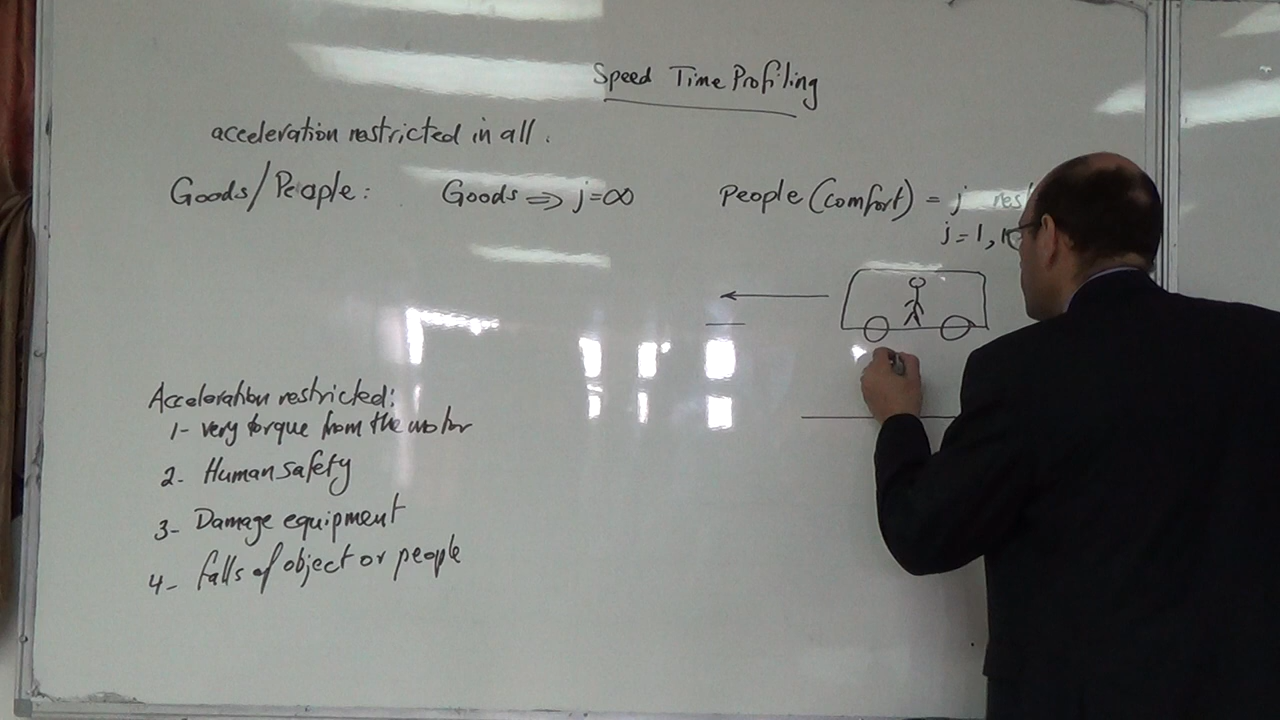 Speed Time Profiling
acceleration restricted in all.
Goods/People: Goods ⇒ j=∞ People (comfort) = j res
j=1,
Acceleration restricted:
1- very torque from the motor
2. Human safety
3- Damage equipment
4- falls of object or people